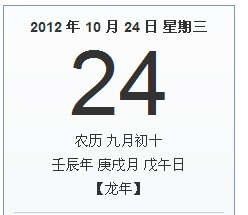 2012 年 10 月 24 日 星期三
24
农历 九月初十
壬辰年 庚戌月 戊午日
【龙年】